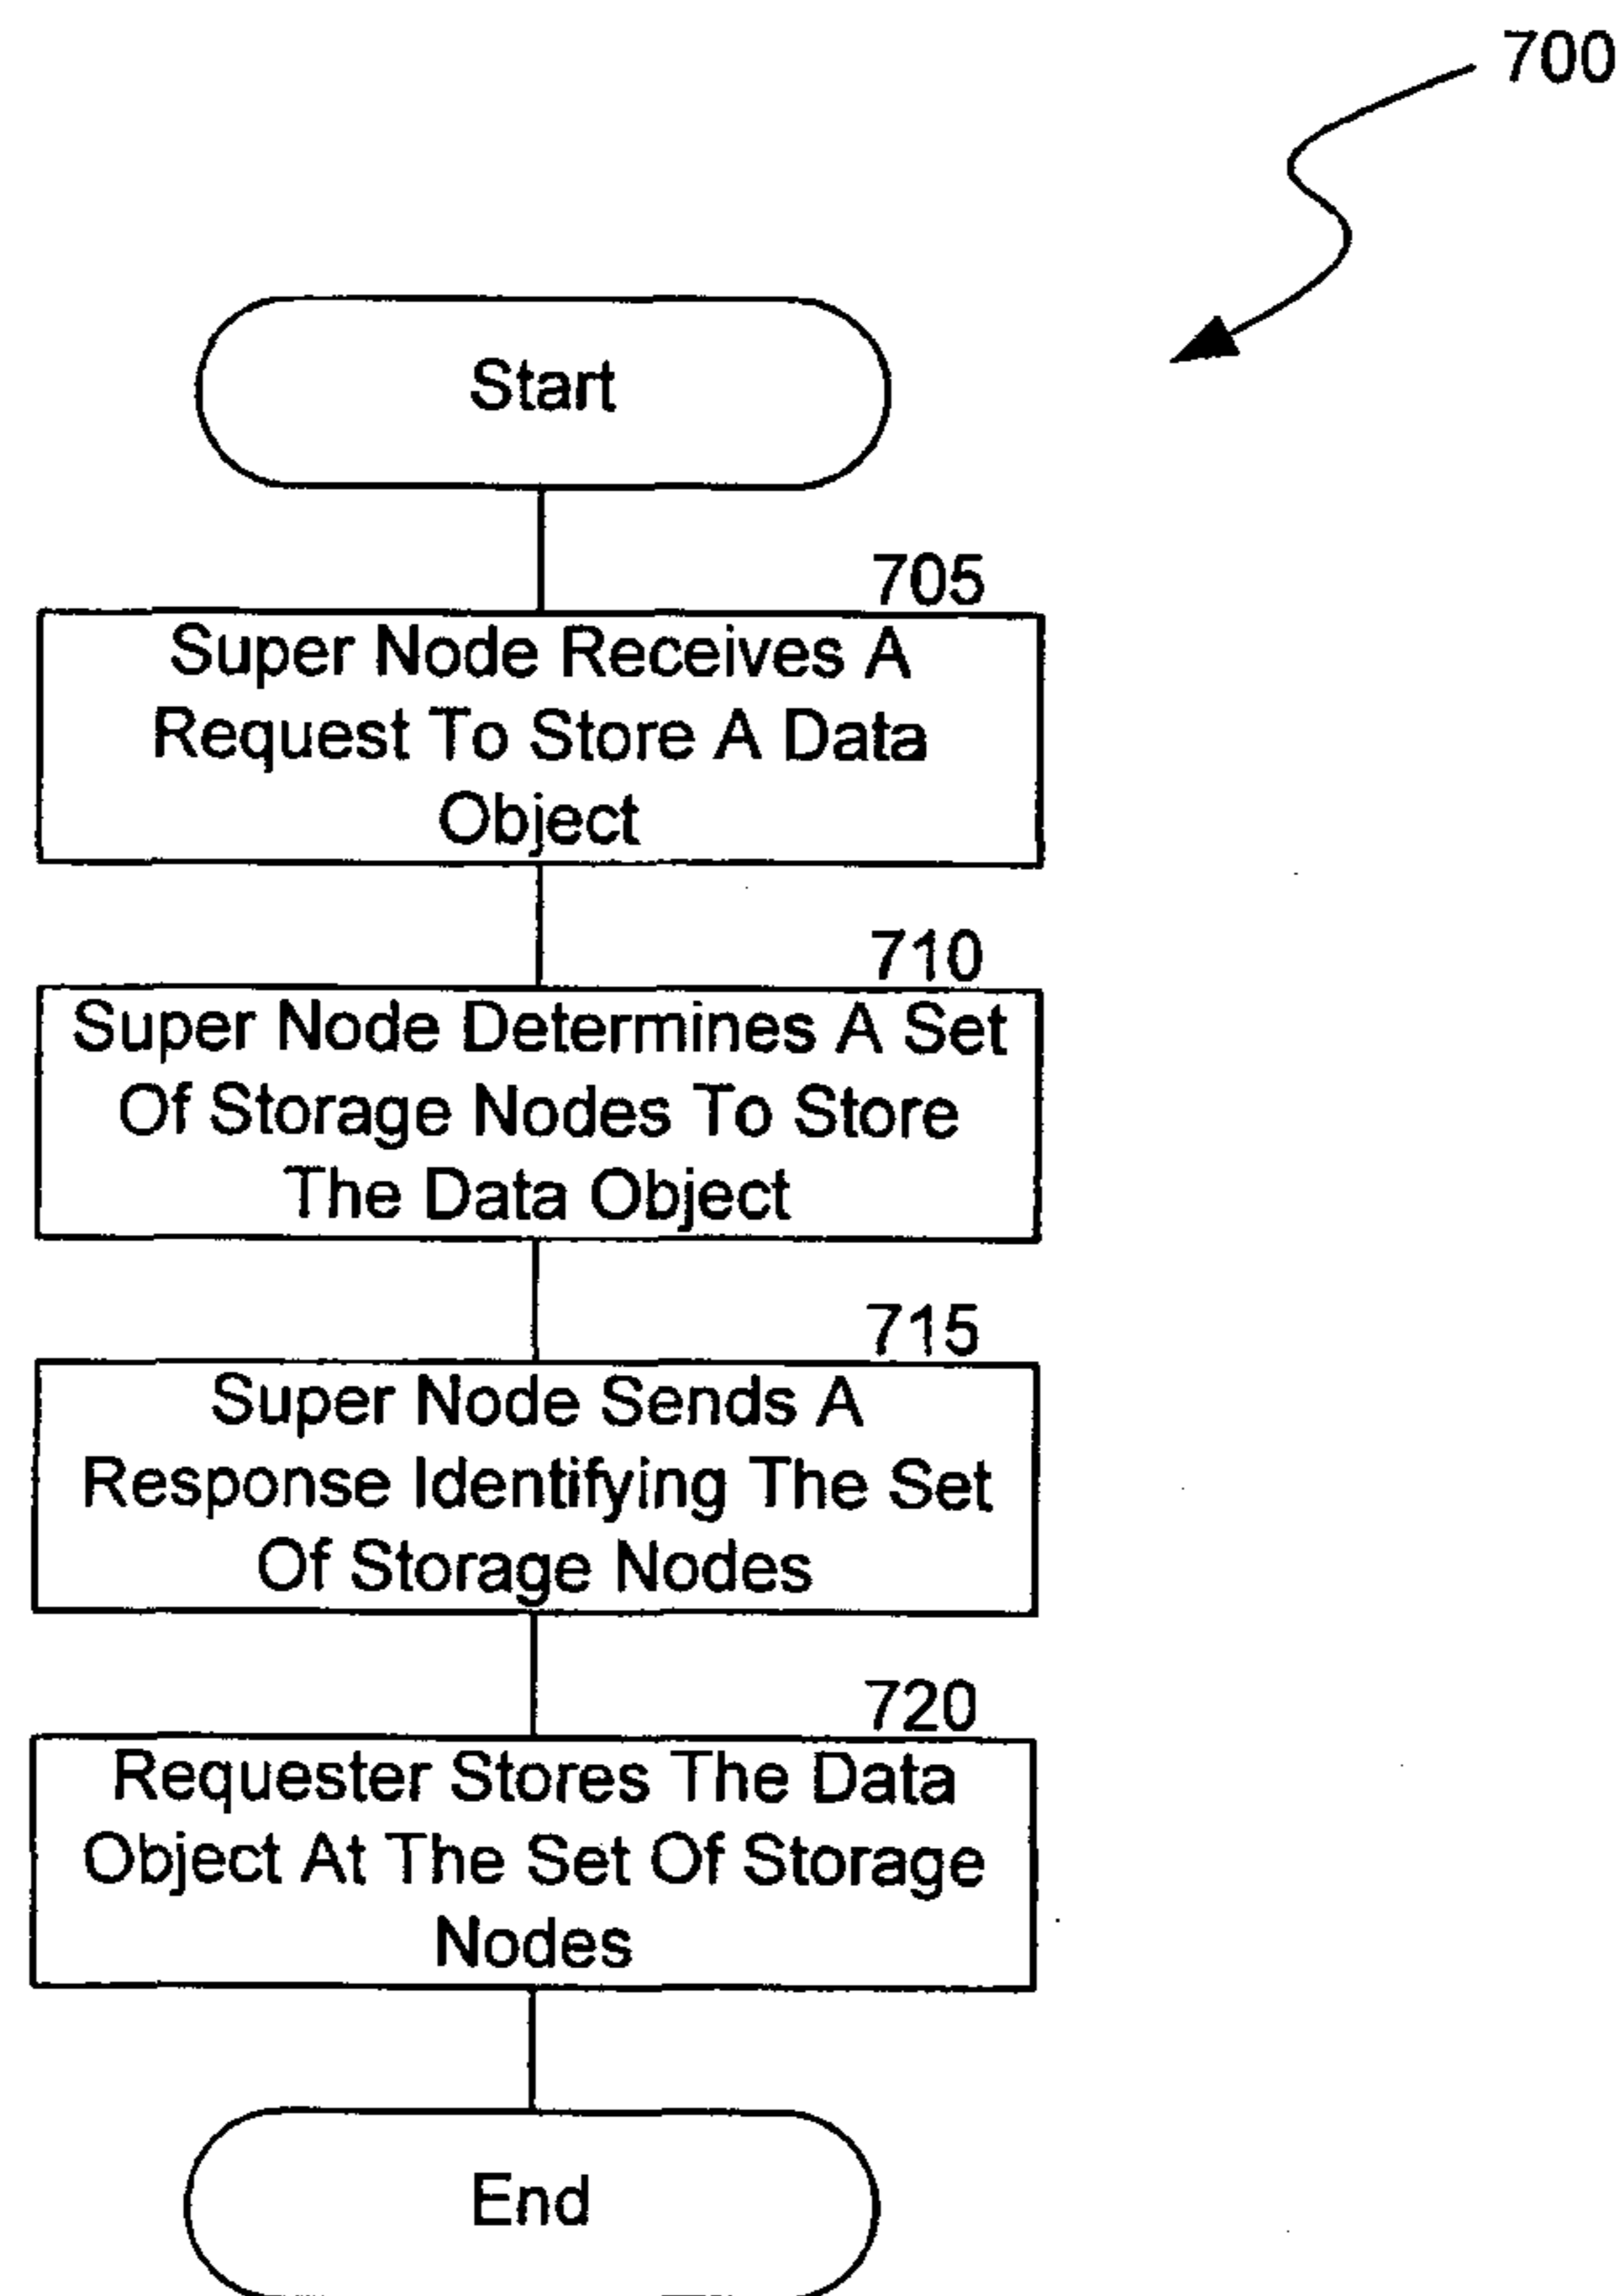 700
Start
705
Super Node Receives A
Request To Store A Data
Object
710
Super Node Determines A Set
Of Storage Nodes To Store
The Data Object
715
Super Node Sends A
Response Identifying The Set
Of Storage Nodes
720
Requester Stores The Data
Object At The Set Of Storage
Nodes
End